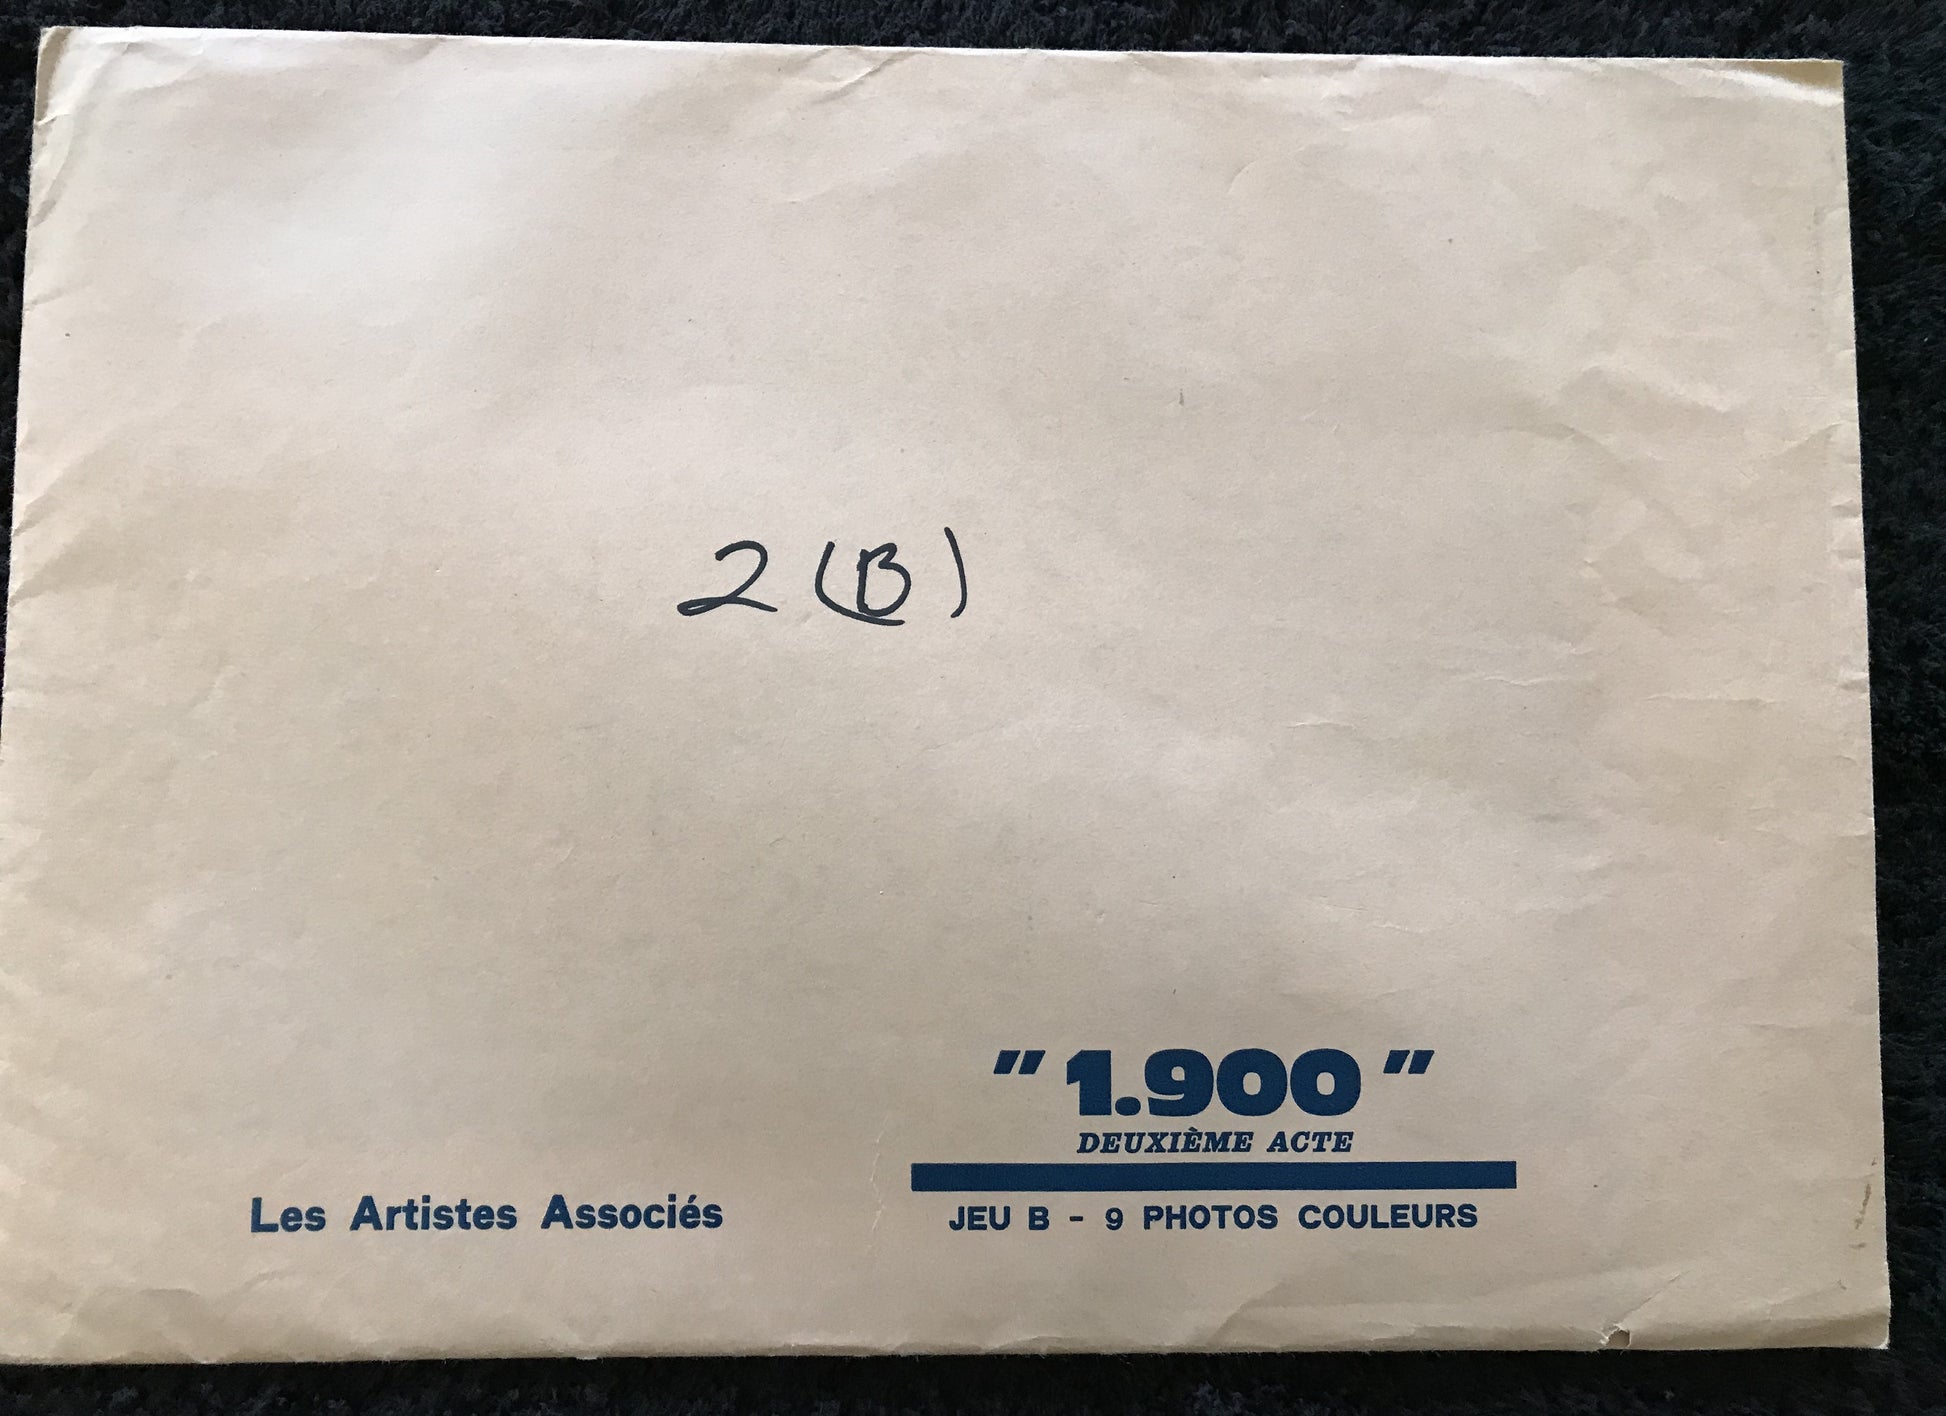 2 (B)
" 1.900 "
DEUXIÈME ACTE
Les Artistes Associés
JEU B - 9 PHOTOS COULEURS